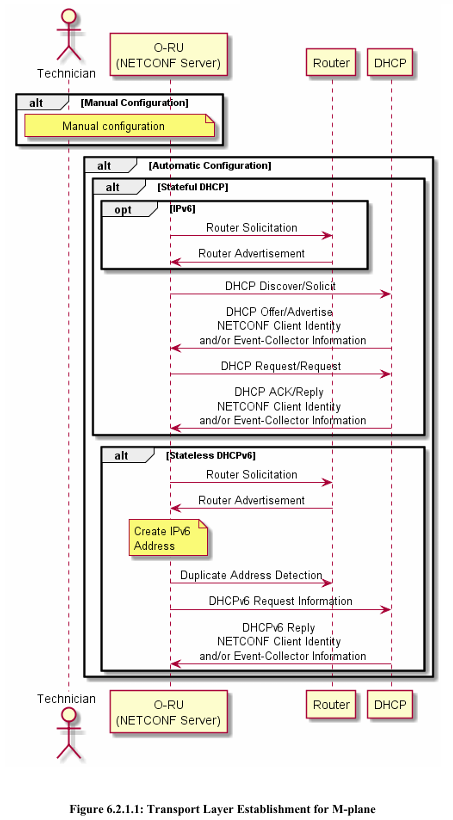 Technician
O-RU
(NETCONF Server)
Router
DHCP
alt [Manual Configuration]
Manual configuration
alt [Automatic Configuration]
alt [Stateful DHCP]
opt [IPv6]
Router Solicitation
Router Advertisement
DHCP Discover/Solicit
DHCP Offer/Advertise
NETCONF Client Identity
and/or Event-Collector Information
DHCP Request/Request
DHCP ACK/Reply
NETCONF Client Identity
and/or Event-Collector Information
alt [Stateless DHCPv6]
Router Solicitation
Router Advertisement
Create IPv6
Address
Duplicate Address Detection
DHCPv6 Request Information
DHCPv6 Reply
NETCONF Client Identity
and/or Event-Collector Information
Technician
O-RU
(NETCONF Server)
Router
DHCP
Figure 6.2.1.1: Transport Layer Establishment for M-plane